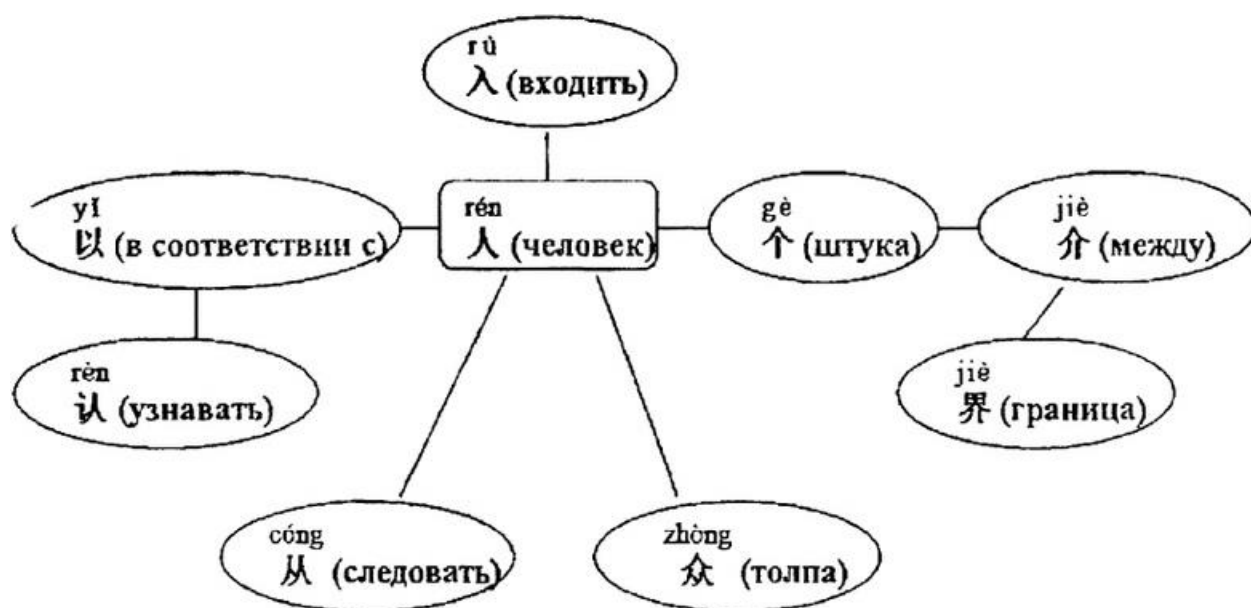 rù
入 (входить)
yǐ
以 (в соответствии с)
rén
人 (человек)
gè
个 (штука)
jiè
介 (между)
rèn
认 (узнавать)
jiè
界 (граница)
cóng
从 (следовать)
zhòng
众 (толпа)